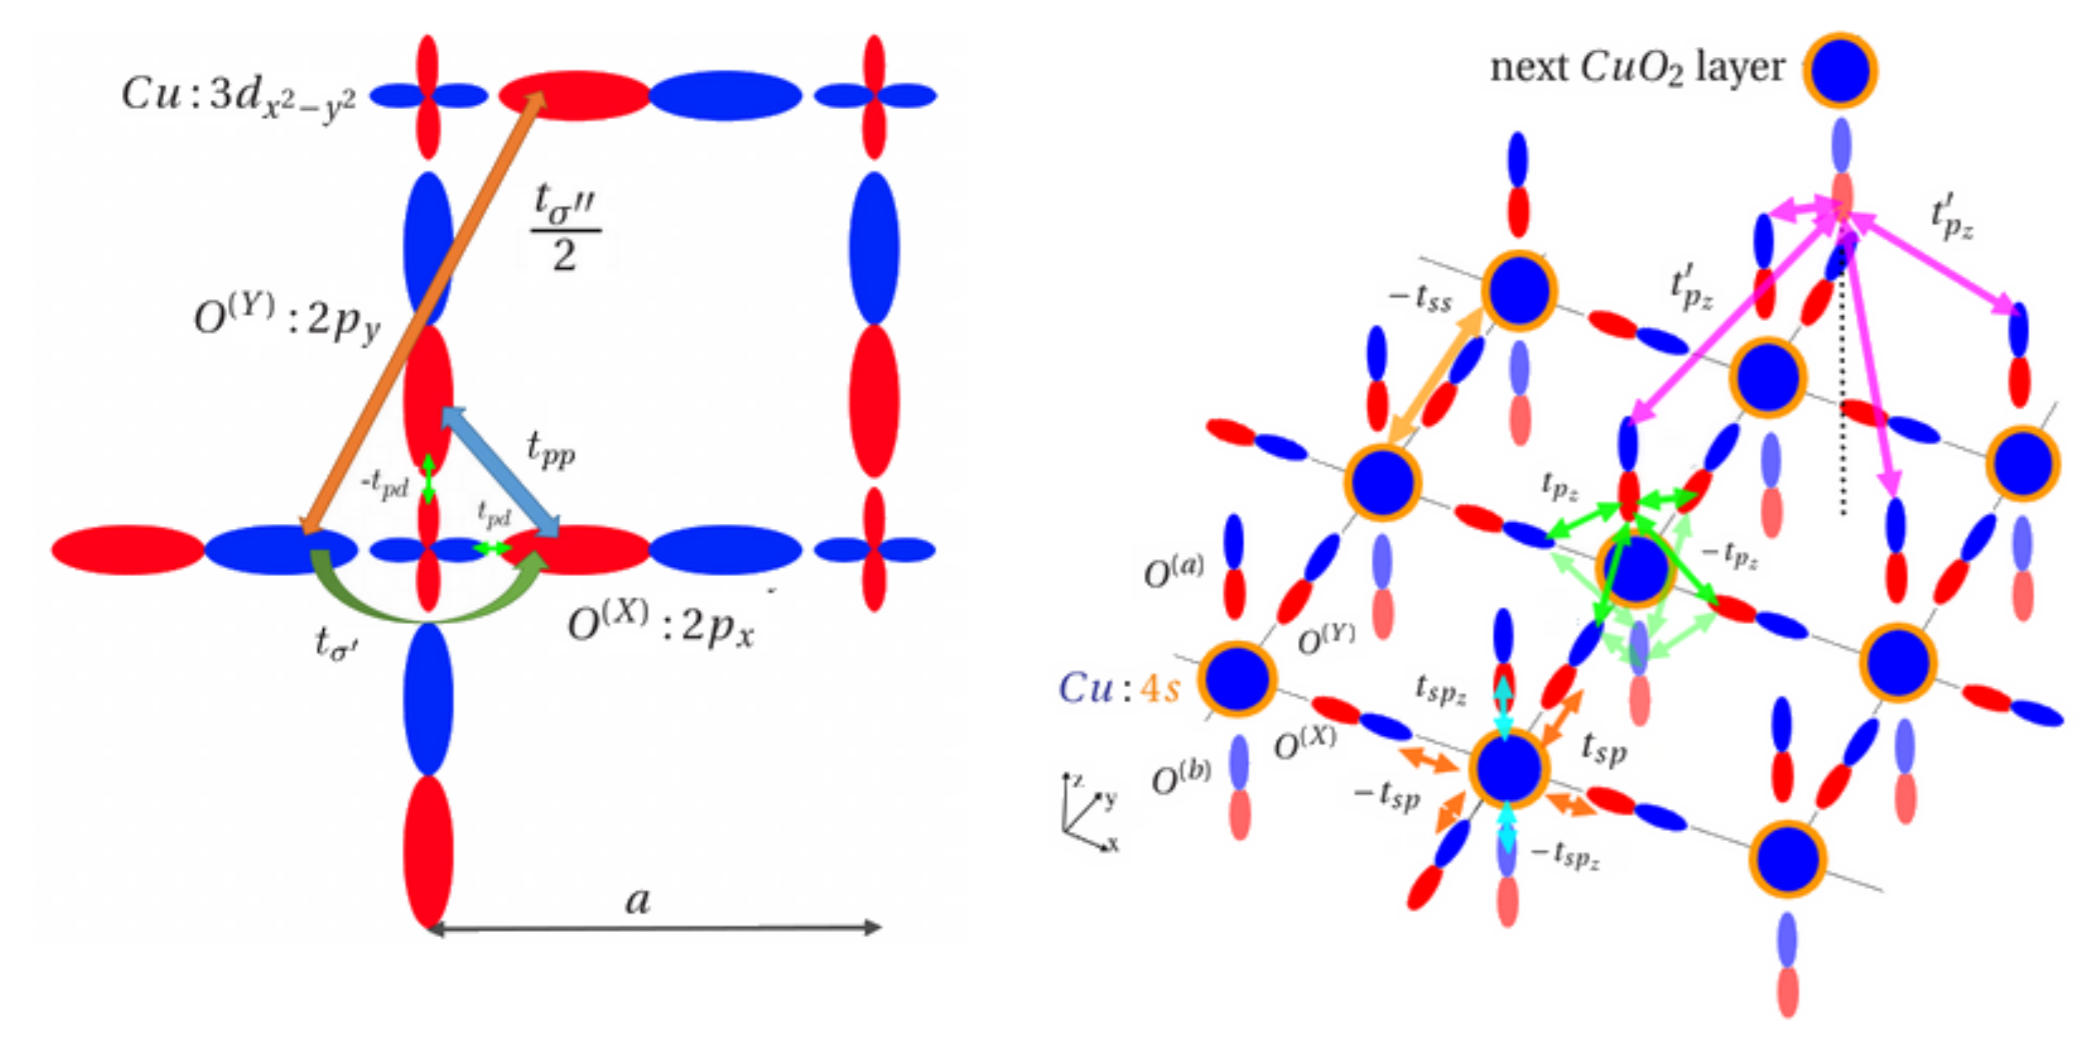 Cu : 3d_{x²−y²}
t_{σ''}
2
O^{(Y)} : 2p_y
t_{pp}
-t_{pd}
t_{pd}
t_{σ'}
O^{(X)} : 2p_x
a
next CuO₂ layer
t'_{p_z}
t'_{p_z}
−t_{ss}
t_{p_z}
−t_{p_z}
O^{(a)}
O^{(Y)}
Cu : 4s
t_{sp_z}
O^{(X)}
t_{sp}
O^{(b)}
−t_{sp}
−t_{sp_z}
z
y
x